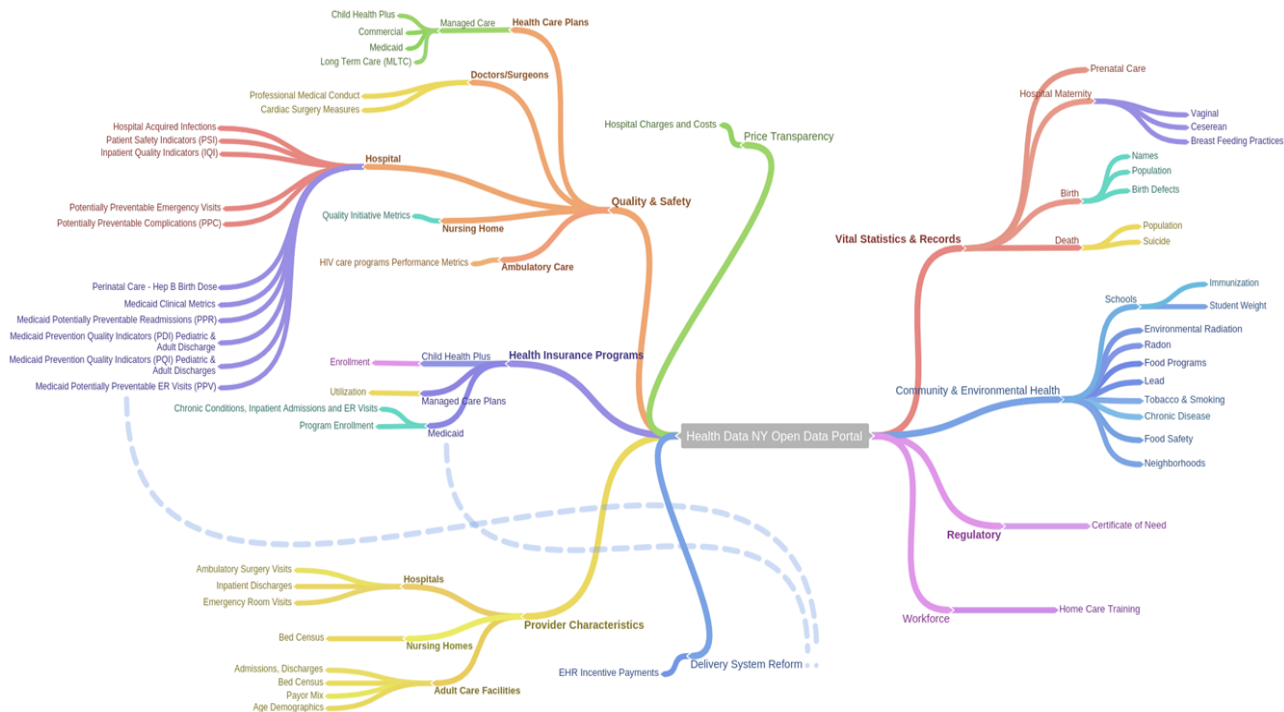 Child Health Plus
Commercial
Medicaid
Long Term Care (MLTC)
Managed Care
Health Care Plans
Doctors/Surgeons
Professional Medical Conduct
Cardiac Surgery Measures
Hospital Acquired Infections
Patient Safety Indicators (PSI)
Inpatient Quality Indicators (IQI)
Hospital
Potentially Preventable Emergency Visits
Potentially Preventable Complications (PPC)
Perinatal Care - Hep B Birth Dose
Medicaid Clinical Metrics
Medicaid Potentially Preventable Readmissions (PPR)
Medicaid Prevention Quality Indicators (PDI) Pediatric &
Adult Discharge
Medicaid Prevention Quality Indicators (PQI) Pediatric &
Adult Discharges
Medicaid Potentially Preventable ER Visits (PPV)
Quality Initiative Metrics
Nursing Home
HIV care programs Performance Metrics
Ambulatory Care
Quality & Safety
Hospital Charges and Costs
Price Transparency
Enrollment
Child Health Plus
Health Insurance Programs
Utilization
Managed Care Plans
Chronic Conditions, Inpatient Admissions and ER Visits
Program Enrollment
Medicaid
Health Data NY Open Data Portal
Ambulatory Surgery Visits
Inpatient Discharges
Emergency Room Visits
Hospitals
Provider Characteristics
Bed Census
Nursing Homes
Admissions, Discharges
Bed Census
Payor Mix
Age Demographics
Adult Care Facilities
EHR Incentive Payments
Delivery System Reform
Prenatal Care
Hospital Maternity
Vaginal
Ceserean
Breast Feeding Practices
Names
Population
Birth Defects
Birth
Vital Statistics & Records
Death
Population
Suicide
Immunization
Schools
Student Weight
Environmental Radiation
Radon
Food Programs
Lead
Community & Environmental Health
Tobacco & Smoking
Chronic Disease
Food Safety
Neighborhoods
Certificate of Need
Regulatory
Home Care Training
Workforce